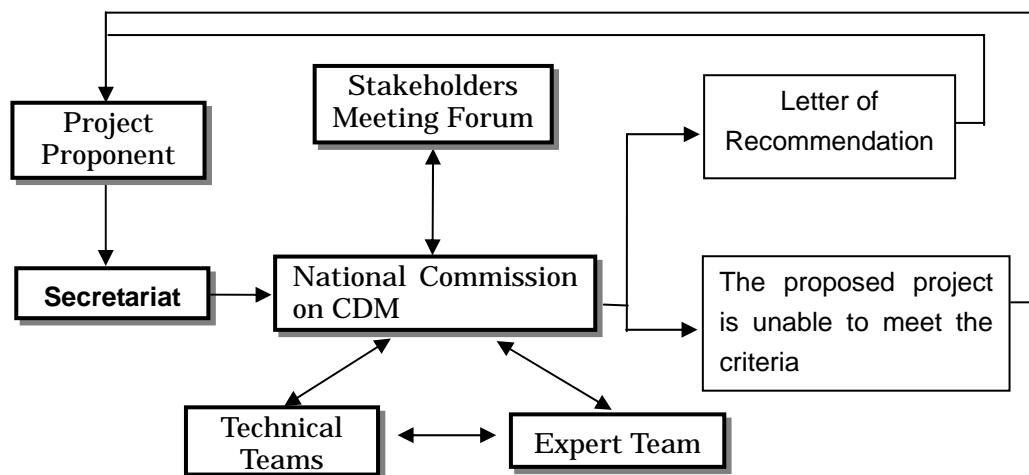 Stakeholders
Meeting Forum
Letter of
Recommendation
Project
Proponent
Secretariat
National Commission
on CDM
The proposed project
is unable to meet the
criteria
Technical
Teams
Expert Team